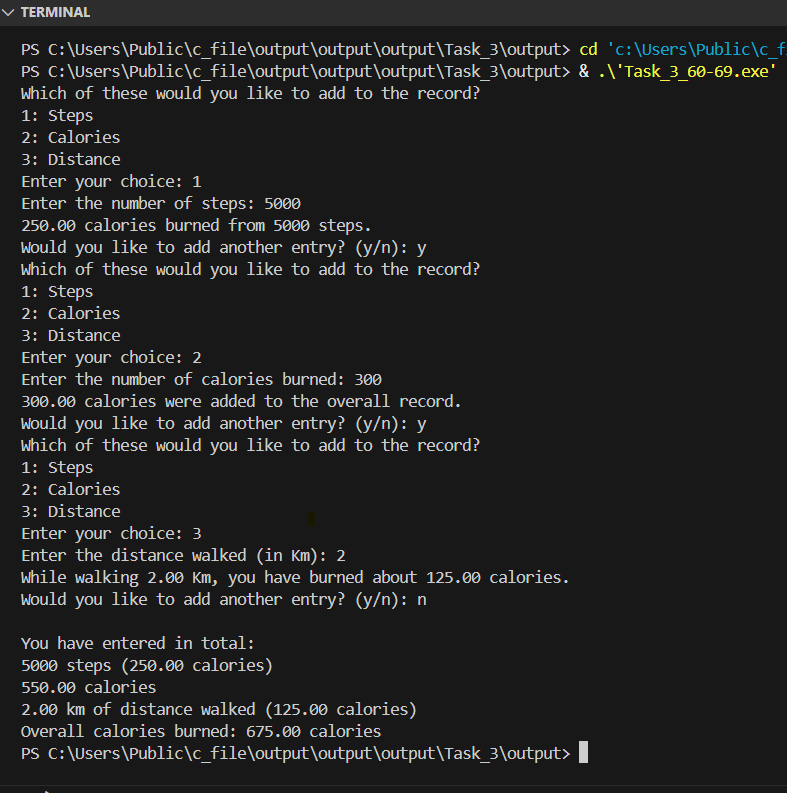 TERMINAL
PS C:\Users\Public\c_file\output\output\output\Task_3\output> cd 'c:\Users\Public\c_f
PS C:\Users\Public\c_file\output\output\output\Task_3\output> & .\'Task_3_60-69.exe'
Which of these would you like to add to the record?
1: Steps
2: Calories
3: Distance
Enter your choice: 1
Enter the number of steps: 5000
250.00 calories burned from 5000 steps.
Would you like to add another entry? (y/n): y
Which of these would you like to add to the record?
1: Steps
2: Calories
3: Distance
Enter your choice: 2
Enter the number of calories burned: 300
300.00 calories were added to the overall record.
Would you like to add another entry? (y/n): y
Which of these would you like to add to the record?
1: Steps
2: Calories
3: Distance
Enter your choice: 3
Enter the distance walked (in Km): 2
While walking 2.00 Km, you have burned about 125.00 calories.
Would you like to add another entry? (y/n): n
You have entered in total:
5000 steps (250.00 calories)
550.00 calories
2.00 km of distance walked (125.00 calories)
Overall calories burned: 675.00 calories
PS C:\Users\Public\c_file\output\output\output\Task_3\output>